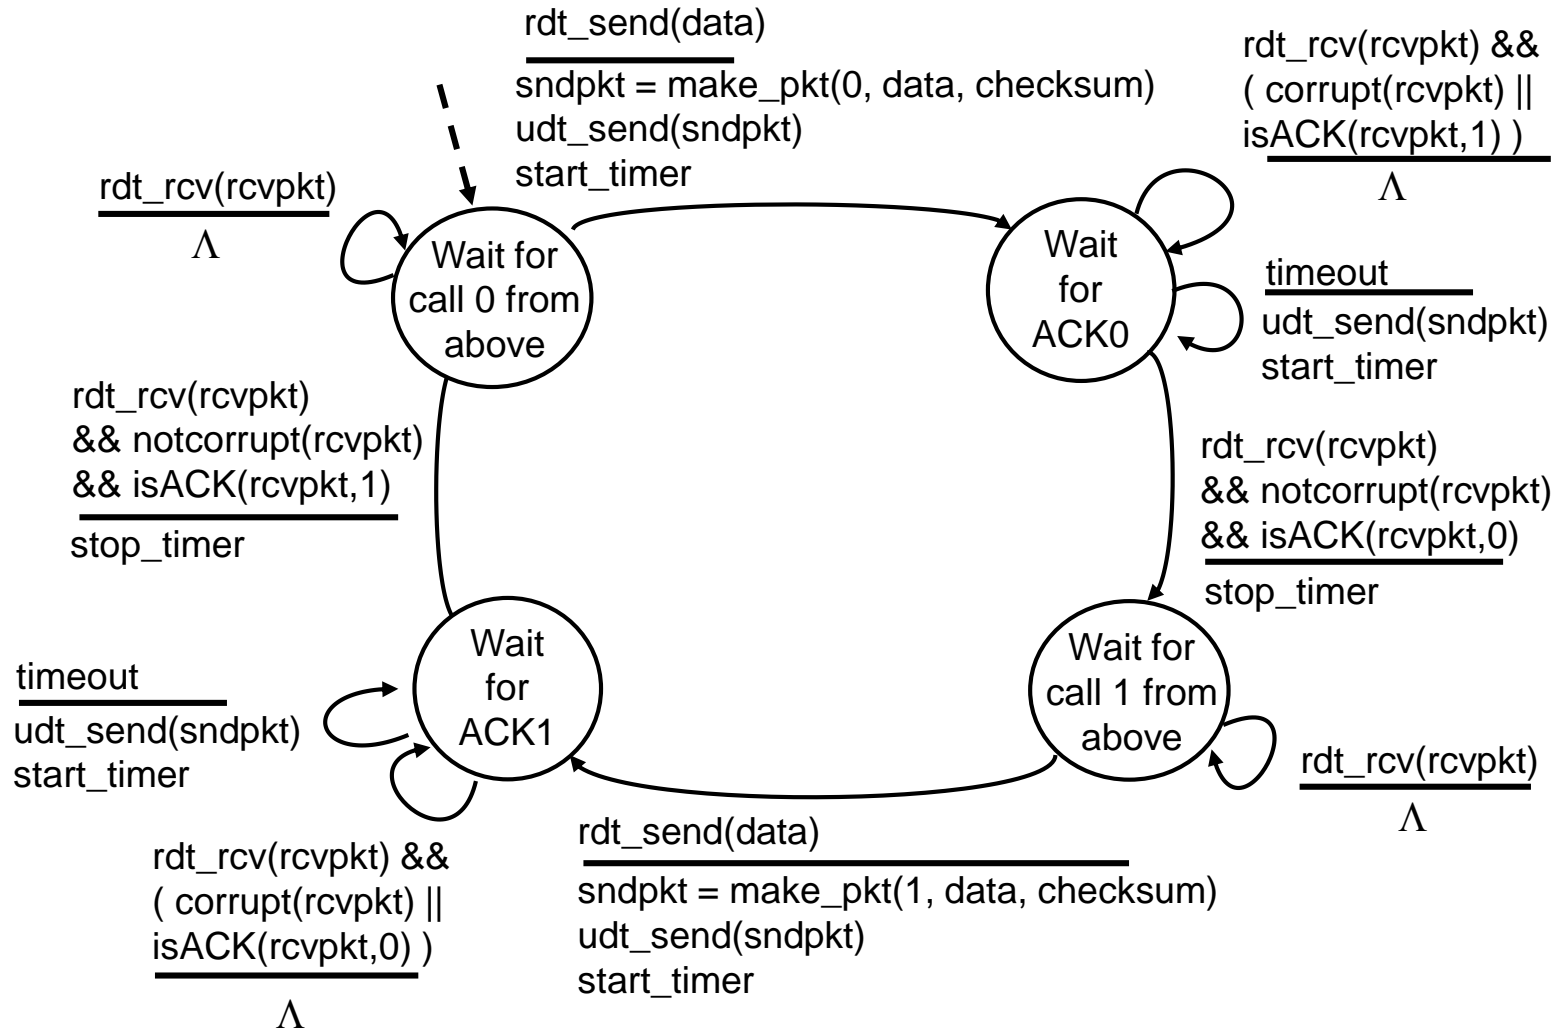 rdt_send(data)
sndpkt = make_pkt(0, data, checksum)
udt_send(sndpkt)
start_timer
rdt_rcv(rcvpkt) &&
( corrupt(rcvpkt) ||
isACK(rcvpkt,1) )
Λ
rdt_rcv(rcvpkt)
Λ
Wait for
call 0 from
above
Wait
for
ACK0
timeout
udt_send(sndpkt)
start_timer
rdt_rcv(rcvpkt)
&& notcorrupt(rcvpkt)
&& isACK(rcvpkt,1)
stop_timer
rdt_rcv(rcvpkt)
&& notcorrupt(rcvpkt)
&& isACK(rcvpkt,0)
stop_timer
Wait
for
ACK1
Wait for
call 1 from
above
timeout
udt_send(sndpkt)
start_timer
rdt_rcv(rcvpkt)
Λ
rdt_rcv(rcvpkt) &&
( corrupt(rcvpkt) ||
isACK(rcvpkt,0) )
Λ
rdt_send(data)
sndpkt = make_pkt(1, data, checksum)
udt_send(sndpkt)
start_timer